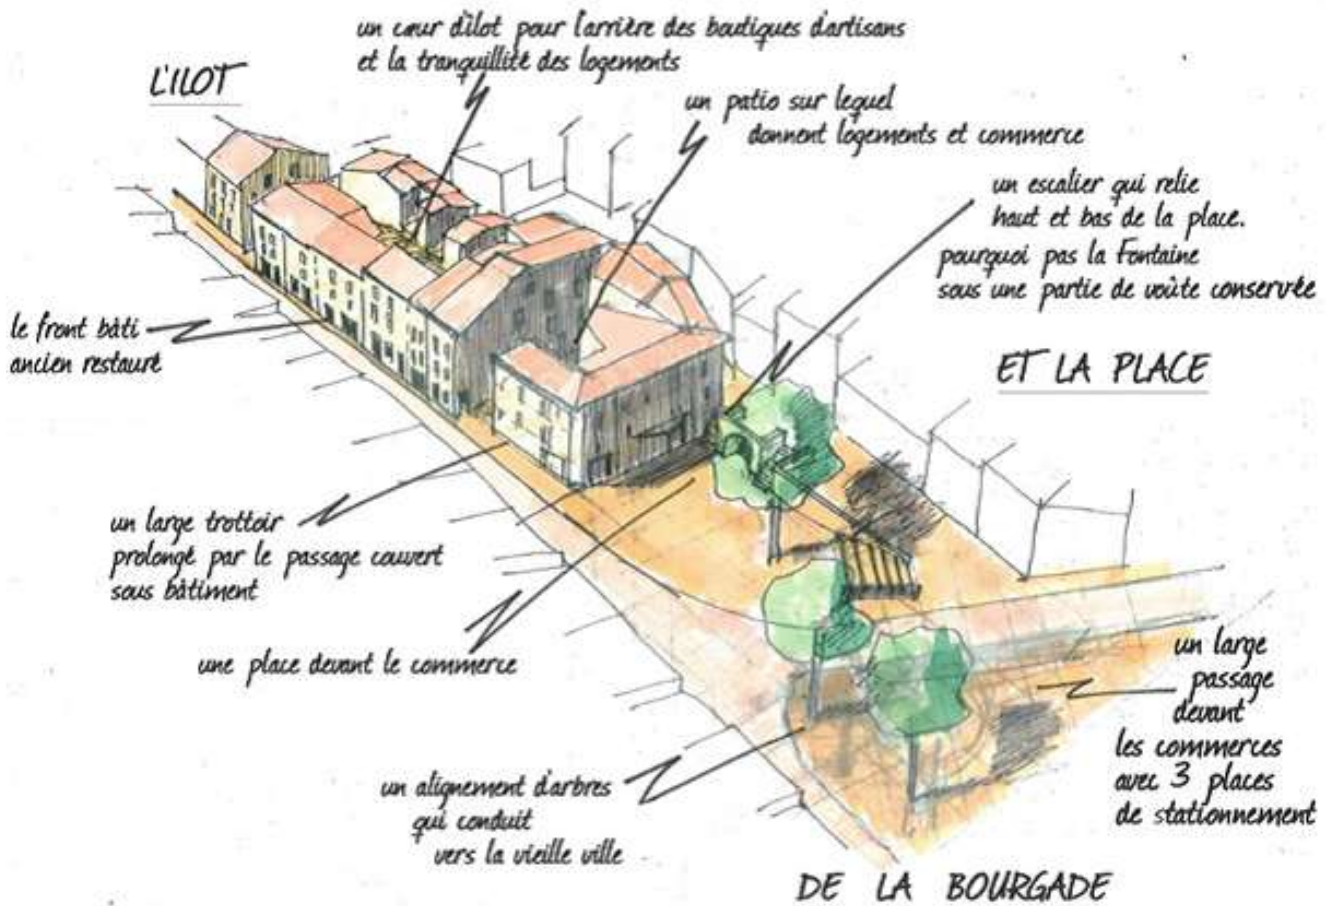 L'ILOT
un cœur d'ilot pour l'arrière des boutiques d'artisans
et la tranquillité des logements
un patio sur lequel
donnent logements et commerce
un escalier qui relie
haut et bas de la place.
pourquoi pas la Fontaine
sous une partie de voûte conservée
le front bâti
ancien restauré
ET LA PLACE
un large trottoir
prolongé par le passage couvert
sous bâtiment
une place devant le commerce
un large
passage
devant
les commerces
avec 3 places
de stationnement
un alignement d'arbres
qui conduit
vers la vieille ville
DE LA BOURGADE